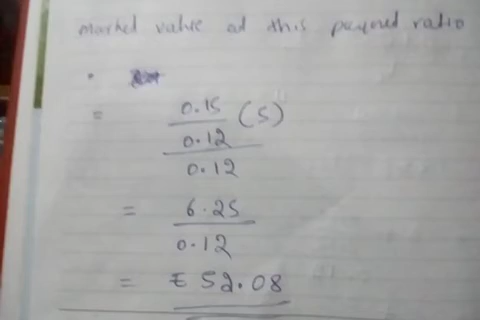 market value at this payout ratio
= 0.15 (5)
0.12
0.12
= 6.25
0.12
= ₹ 52.08